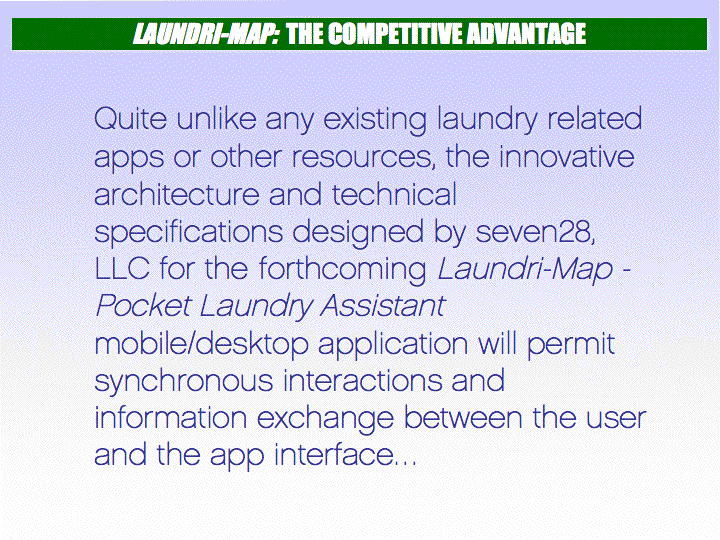 LAUNDRI-MAP: THE COMPETITIVE ADVANTAGE
Quite unlike any existing laundry related
apps or other resources, the innovative
architecture and technical
specifications designed by seven28,
LLC for the forthcoming Laundri-Map -
Pocket Laundry Assistant
mobile/desktop application will permit
synchronous interactions and
information exchange between the user
and the app interface...